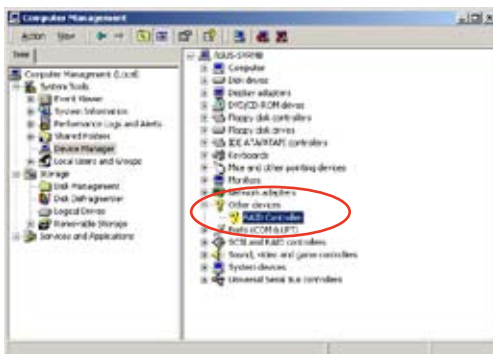 Computer Management
Action View
Tree
Computer Management (Local)
System Tools
Event Viewer
System Information
Performance Logs and Alerts
Shared Folders
Device Manager
Local Users and Groups
Storage
Disk Management
Disk Defragmenter
Logical Drives
Removable Storage
Services and Applications
Computer
Disk drives
Display adapters
DVD/CD-ROM drives
Floppy disk controllers
Floppy disk drives
IDE ATA/ATAPI controllers
Keyboards
Mice and other pointing devices
Monitors
Network adapters
Other devices
RAID Controller
Ports (COM & LPT)
SCSI and RAID controllers
Sound, video and game controllers
System devices
Universal Serial Bus controllers